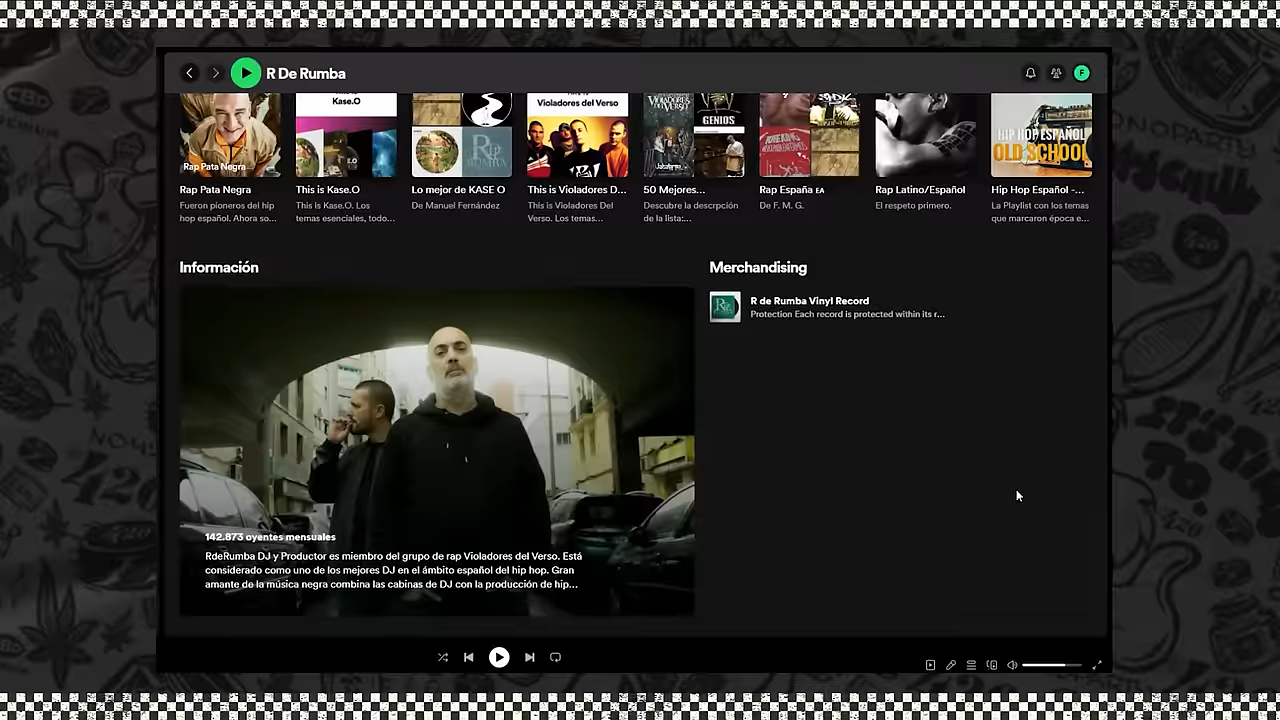 R De Rumba
F
Kase.O
Violadores del Verso
GENIOS
HIP HOP ESPAÑOL
OLD SCHOOL
Rap Pata Negra
Rap Pata Negra
This is Kase.O
Lo mejor de KASE O
This is Violadores D...
50 Mejores...
Rap España EA
Rap Latino/Español
Hip Hop Español -...
Fueron pioneros del hip
hop español. Ahora so...
This is Kase.O. Los
temas esenciales, todo...
De Manuel Fernández
This is Violadores Del
Verso. Los temas...
Descubre la descrpción
de la lista:...
De F. M. G.
El respeto primero.
La Playlist con los temas
que marcaron época e...
Información
Merchandising
R de Rumba Vinyl Record
Protection Each record is protected within its r...
142.873 oyentes mensuales
RdeRumba DJ y Productor es miembro del grupo de rap Violadores del Verso. Está
considerado como uno de los mejores DJ en el ámbito español del hip hop. Gran
amante de la música negra combina las cabinas de DJ con la producción de hip...